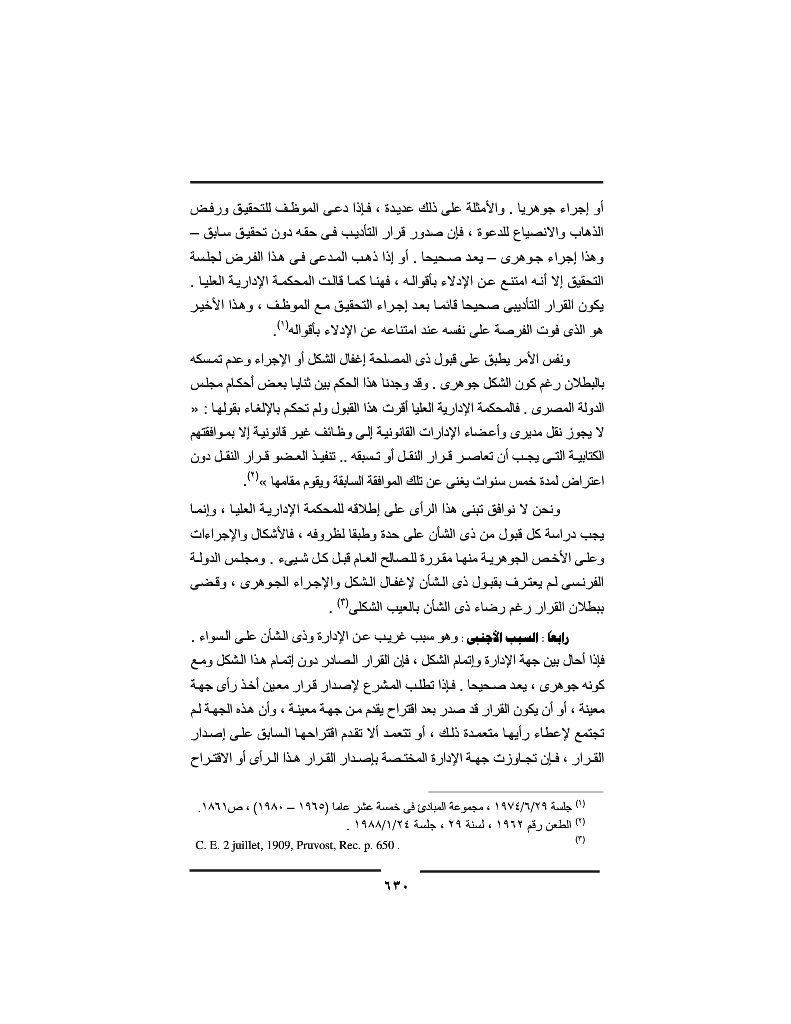 أو إجراء جوهريا . والأمثلة على ذلك عديدة ، فإذا دعى الموظف للتحقيق ورفض
الذهاب والانصياع للدعوة ، فإن صدور قرار التأديب فى حقه دون تحقيق سابق –
وهذا إجراء جوهرى – يعد صحيحا . أو إذا ذهب المدعى فى هذا الفرض لجلسة
التحقيق إلا أنه امتنع عن الإدلاء بأقواله ، فهنا كما قالت المحكمة الإدارية العليا .
يكون القرار التأديبى صحيحا قائما بعد إجراء التحقيق مع الموظف ، وهذا الأخير
هو الذى فوت الفرصة على نفسه عند امتناعه عن الإدلاء بأقواله(١).
ونفس الأمر يطبق على قبول ذى المصلحة إغفال الشكل أو الإجراء وعدم تمسكه
بالبطلان رغم كون الشكل جوهرى . وقد وجدنا هذا الحكم بين ثنايا بعض أحكام مجلس
الدولة المصرى . فالمحكمة الإدارية العليا أقرت هذا القبول ولم تحكم بالإلغاء بقولها : «
لا يجوز نقل مديرى وأعضاء الإدارات القانونية إلى وظائف غير قانونية إلا بموافقتهم
الكتابية التى يجب أن تعاصر قرار النقل أو تسبقه .. تنفيذ العضو قرار النقل دون
اعتراض لمدة خمس سنوات يغنى عن تلك الموافقة السابقة ويقوم مقامها »(٢).
ونحن لا نوافق تبنى هذا الرأى على إطلاقه للمحكمة الإدارية العليا ، وإنما
يجب دراسة كل قبول من ذى الشأن على حدة وطبقا لظروفه ، فالأشكال والإجراءات
وعلى الأخص الجوهرية منها مقررة للصالح العام قبل كل شيىء . ومجلس الدولة
الفرنسى لم يعترف بقبول ذى الشأن لإغفال الشكل والإجراء الجوهرى ، وقضى
ببطلان القرار رغم رضاء ذى الشأن بالعيب الشكلى(٣) .
رابعاً : السبب الأجنبى : وهو سبب غريب عن الإدارة وذى الشأن على السواء .
فإذا أحال بين جهة الإدارة وإتمام الشكل ، فإن القرار الصادر دون إتمام هذا الشكل ومع
كونه جوهرى ، يعد صحيحا . فإذا تطلب المشرع لإصدار قرار معين أخذ رأى جهة
معينة ، أو أن يكون القرار قد صدر بعد اقتراح يقدم من جهة معينة ، وأن هذه الجهة لم
تجتمع لإعطاء رأيها متعمدة ذلك ، أو تتعمد ألا تقدم اقتراحها السابق على إصدار
القرار ، فإن تجاوزت جهة الإدارة المختصة بإصدار القرار هذا الرأى أو الاقتراح
(١) جلسة ١٩٧٤/٦/٢٩ ، مجموعة المبادئ فى خمسة عشر عاما (١٩٦٥ – ١٩٨٠) ، ص١٨٦١.
(٢) الطعن رقم ١٩٦٢ ، لسنة ٢٩ ، جلسة ١٩٨٨/١/٢٤ .
(٣) C. E. 2 juillet, 1909, Pruvost, Rec. p. 650 .
٦٣٠